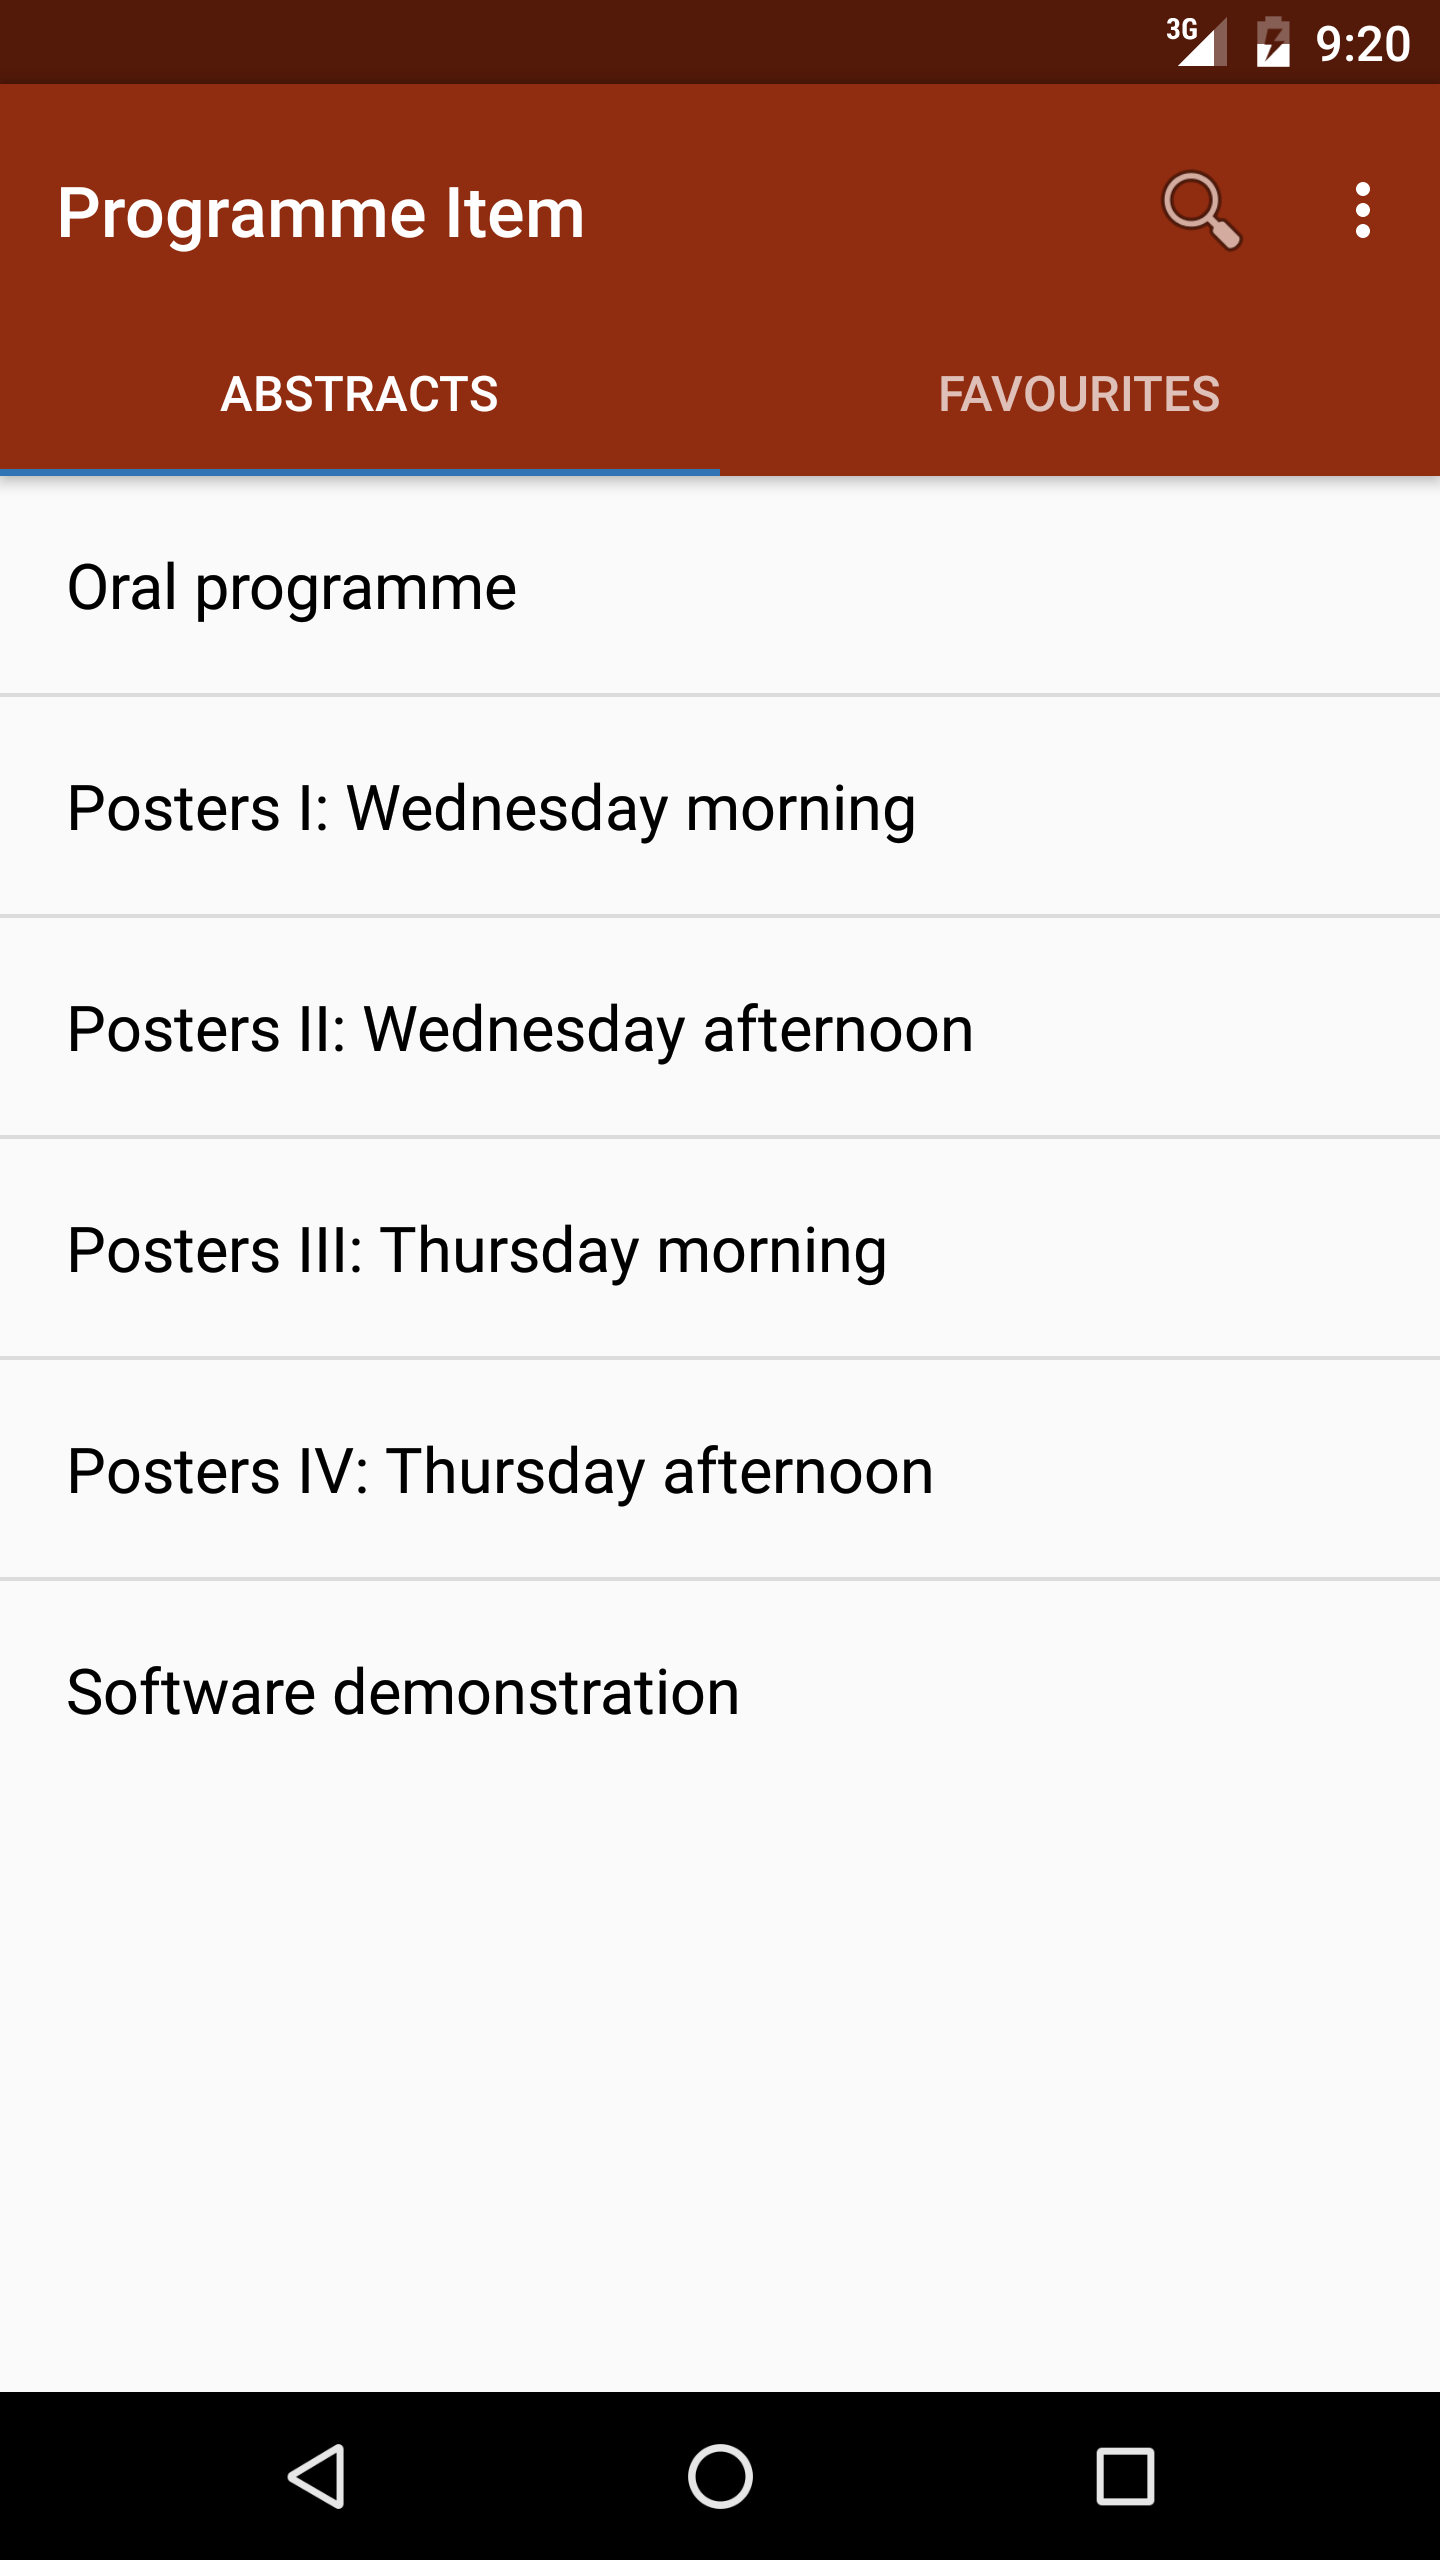 3G 9:20
Programme Item
ABSTRACTS FAVOURITES
Oral programme
Posters I: Wednesday morning
Posters II: Wednesday afternoon
Posters III: Thursday morning
Posters IV: Thursday afternoon
Software demonstration